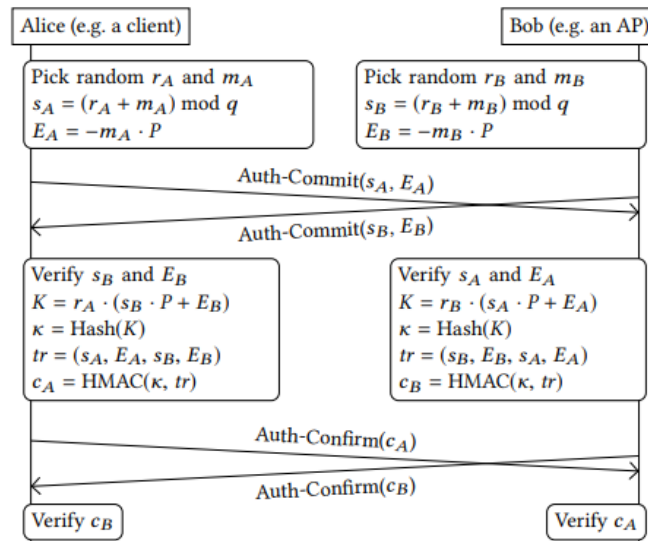 Alice (e.g. a client)
Bob (e.g. an AP)
Pick random r_A and m_A
s_A = (r_A + m_A) mod q
E_A = −m_A · P
Pick random r_B and m_B
s_B = (r_B + m_B) mod q
E_B = −m_B · P
Auth-Commit(s_A, E_A)
Auth-Commit(s_B, E_B)
Verify s_B and E_B
K = r_A · (s_B · P + E_B)
κ = Hash(K)
tr = (s_A, E_A, s_B, E_B)
c_A = HMAC(κ, tr)
Verify s_A and E_A
K = r_B · (s_A · P + E_A)
κ = Hash(K)
tr = (s_B, E_B, s_A, E_A)
c_B = HMAC(κ, tr)
Auth-Confirm(c_A)
Auth-Confirm(c_B)
Verify c_B
Verify c_A